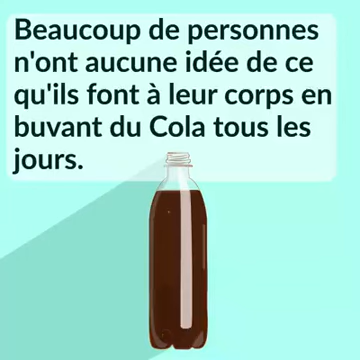 Beaucoup de personnes
n'ont aucune idée de ce
qu'ils font à leur corps en
buvant du Cola tous les
jours.